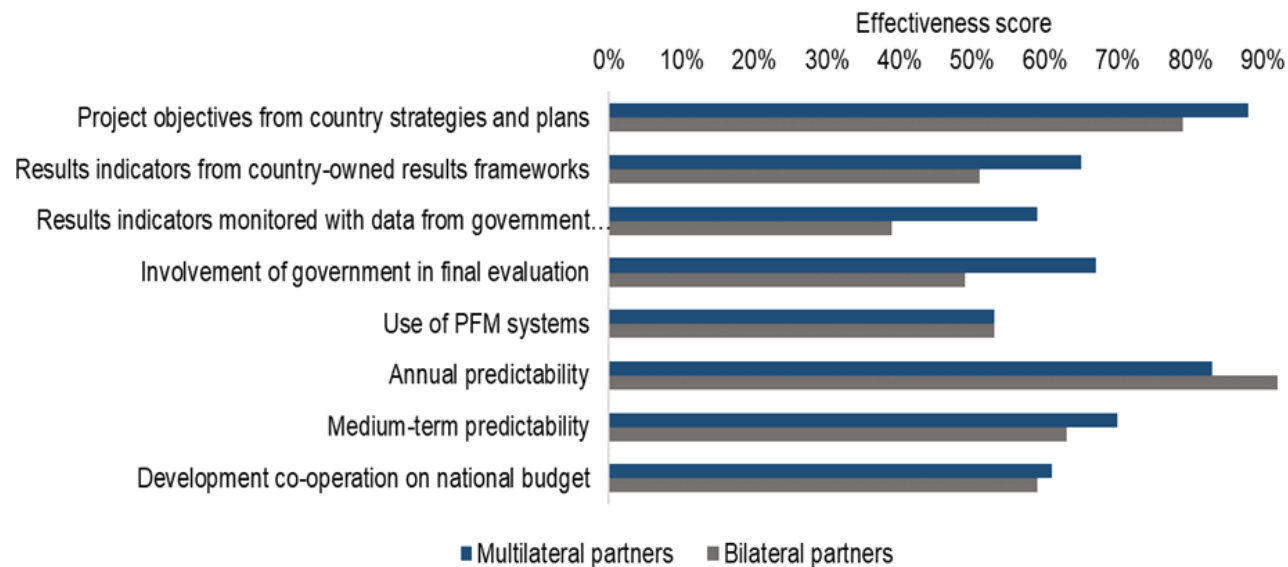 Effectiveness score
0% 10% 20% 30% 40% 50% 60% 70% 80% 90%
Project objectives from country strategies and plans
Results indicators from country-owned results frameworks
Results indicators monitored with data from government…
Involvement of government in final evaluation
Use of PFM systems
Annual predictability
Medium-term predictability
Development co-operation on national budget
Multilateral partners Bilateral partners